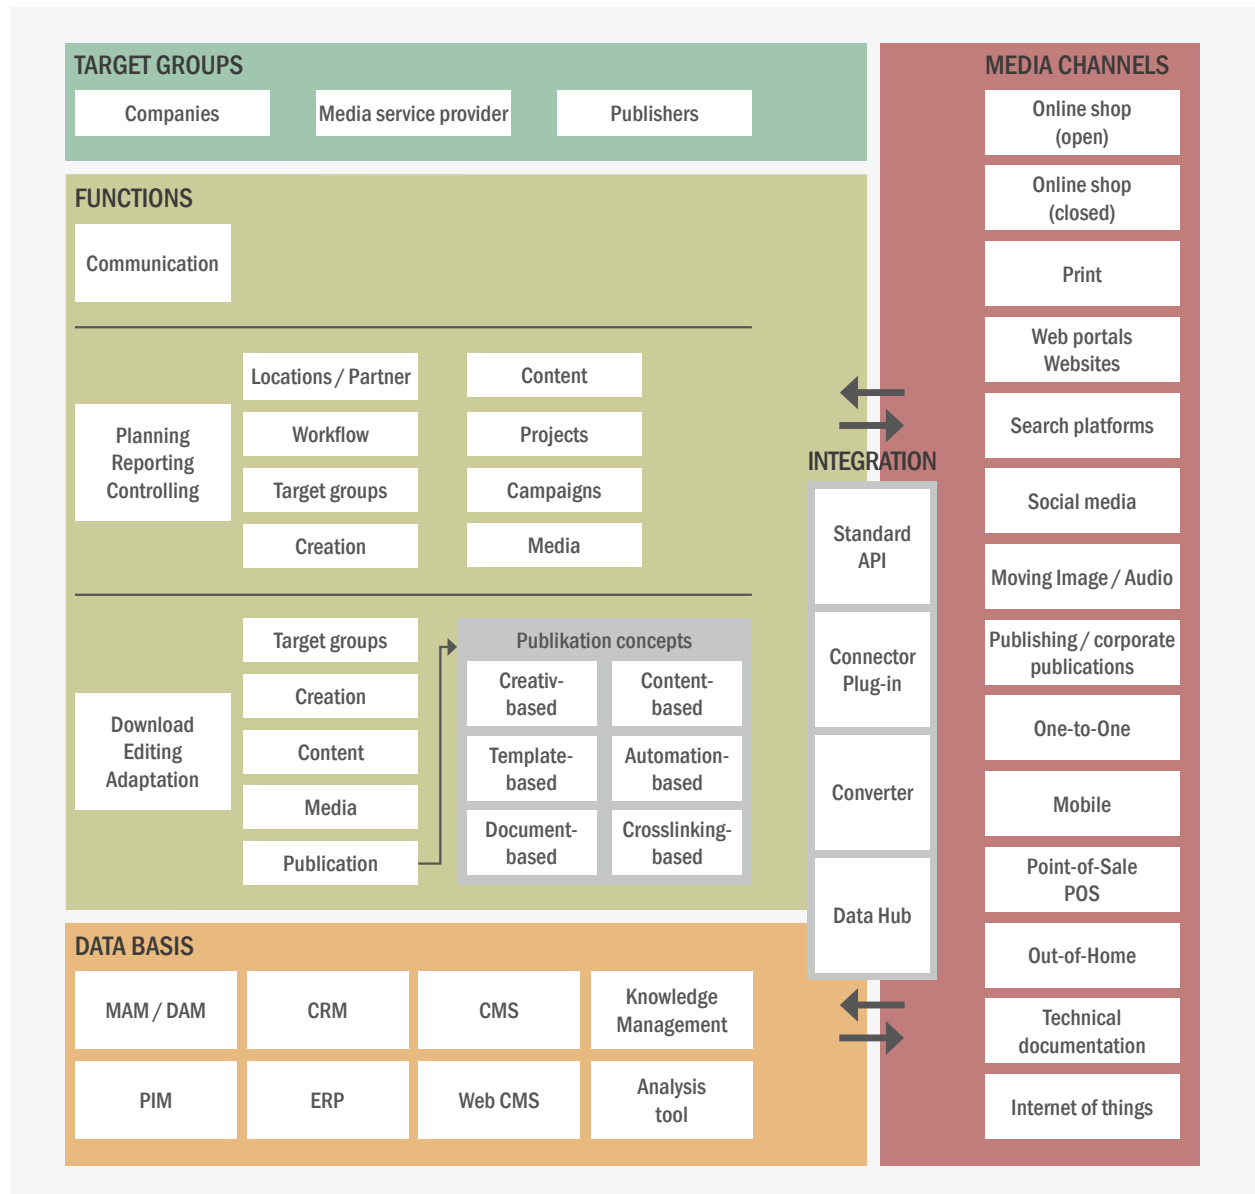 TARGET GROUPS
Companies
Media service provider
Publishers
FUNCTIONS
Communication
Planning
Reporting
Controlling
Locations / Partner
Workflow
Target groups
Creation
Content
Projects
Campaigns
Media
Download
Editing
Adaptation
Target groups
Creation
Content
Media
Publication
Publikation concepts
Creativ-
based
Content-
based
Template-
based
Automation-
based
Document-
based
Crosslinking-
based
DATA BASIS
MAM / DAM
CRM
CMS
Knowledge
Management
PIM
ERP
Web CMS
Analysis
tool
INTEGRATION
Standard
API
Connector
Plug-in
Converter
Data Hub
MEDIA CHANNELS
Online shop
(open)
Online shop
(closed)
Print
Web portals
Websites
Search platforms
Social media
Moving Image / Audio
Publishing / corporate
publications
One-to-One
Mobile
Point-of-Sale
POS
Out-of-Home
Technical
documentation
Internet of things